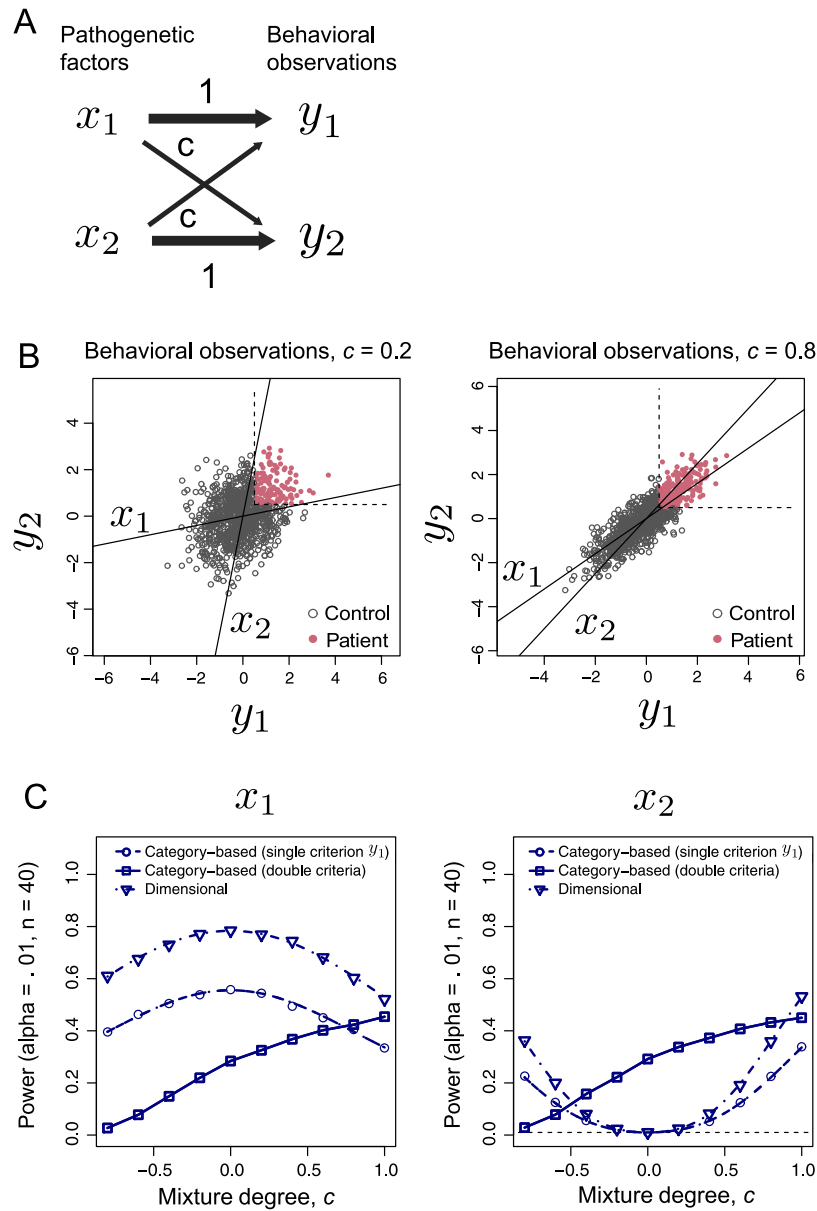 A
Pathogenetic factors
Behavioral observations
x1
1
y1
c
c
x2
1
y2
B
Behavioral observations, c = 0.2
y2
4
2
0
−2
−4
−6
x1
x2
Control
Patient
−6 −4 −2 0 2 4 6
y1
Behavioral observations, c = 0.8
y2
6
4
2
0
−2
−4
−6
x1
x2
Control
Patient
−4 −2 0 2 4 6
y1
C
x1
Category−based (single criterion y1)
Category−based (double criteria)
Dimensional
Power (alpha = . 01, n = 40)
1.0
0.8
0.6
0.4
0.2
0.0
−0.5 0.0 0.5 1.0
Mixture degree, c
x2
Category−based (single criterion y1)
Category−based (double criteria)
Dimensional
Power (alpha = . 01, n = 40)
1.0
0.8
0.6
0.4
0.2
0.0
−0.5 0.0 0.5 1.0
Mixture degree, c